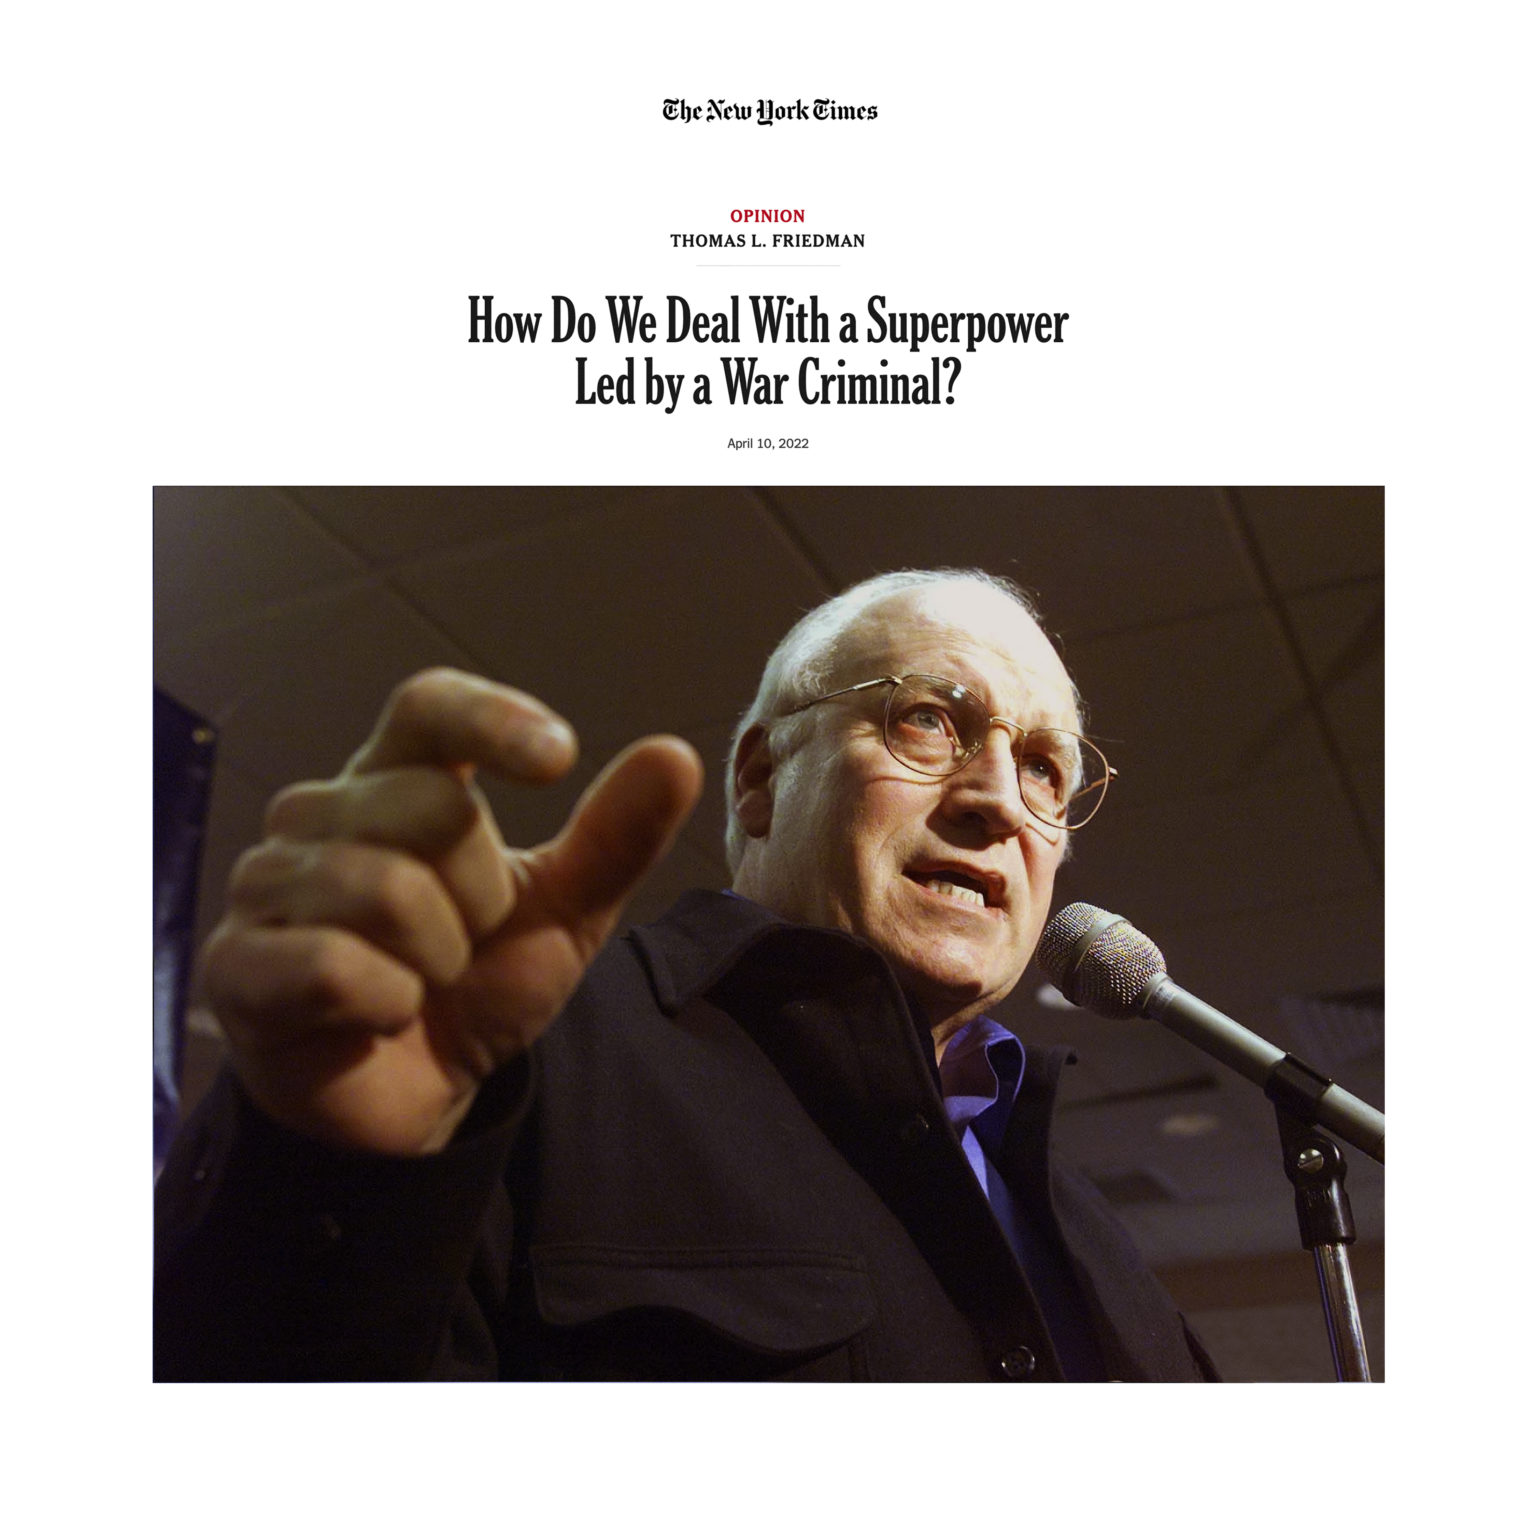 The New York Times
OPINION
THOMAS L. FRIEDMAN
How Do We Deal With a Superpower
Led by a War Criminal?
April 10, 2022